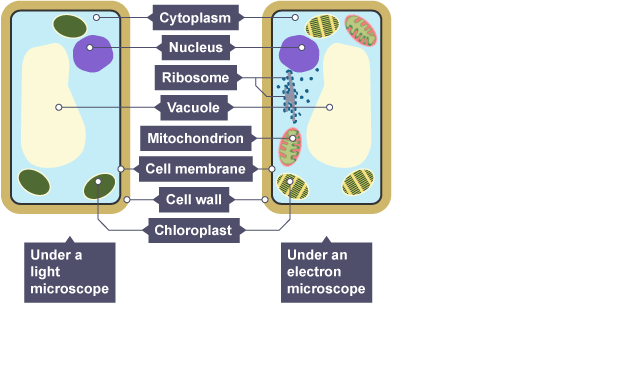 Cytoplasm
Nucleus
Ribosome
Vacuole
Mitochondrion
Cell membrane
Cell wall
Chloroplast
Under a
light
microscope
Under an
electron
microscope